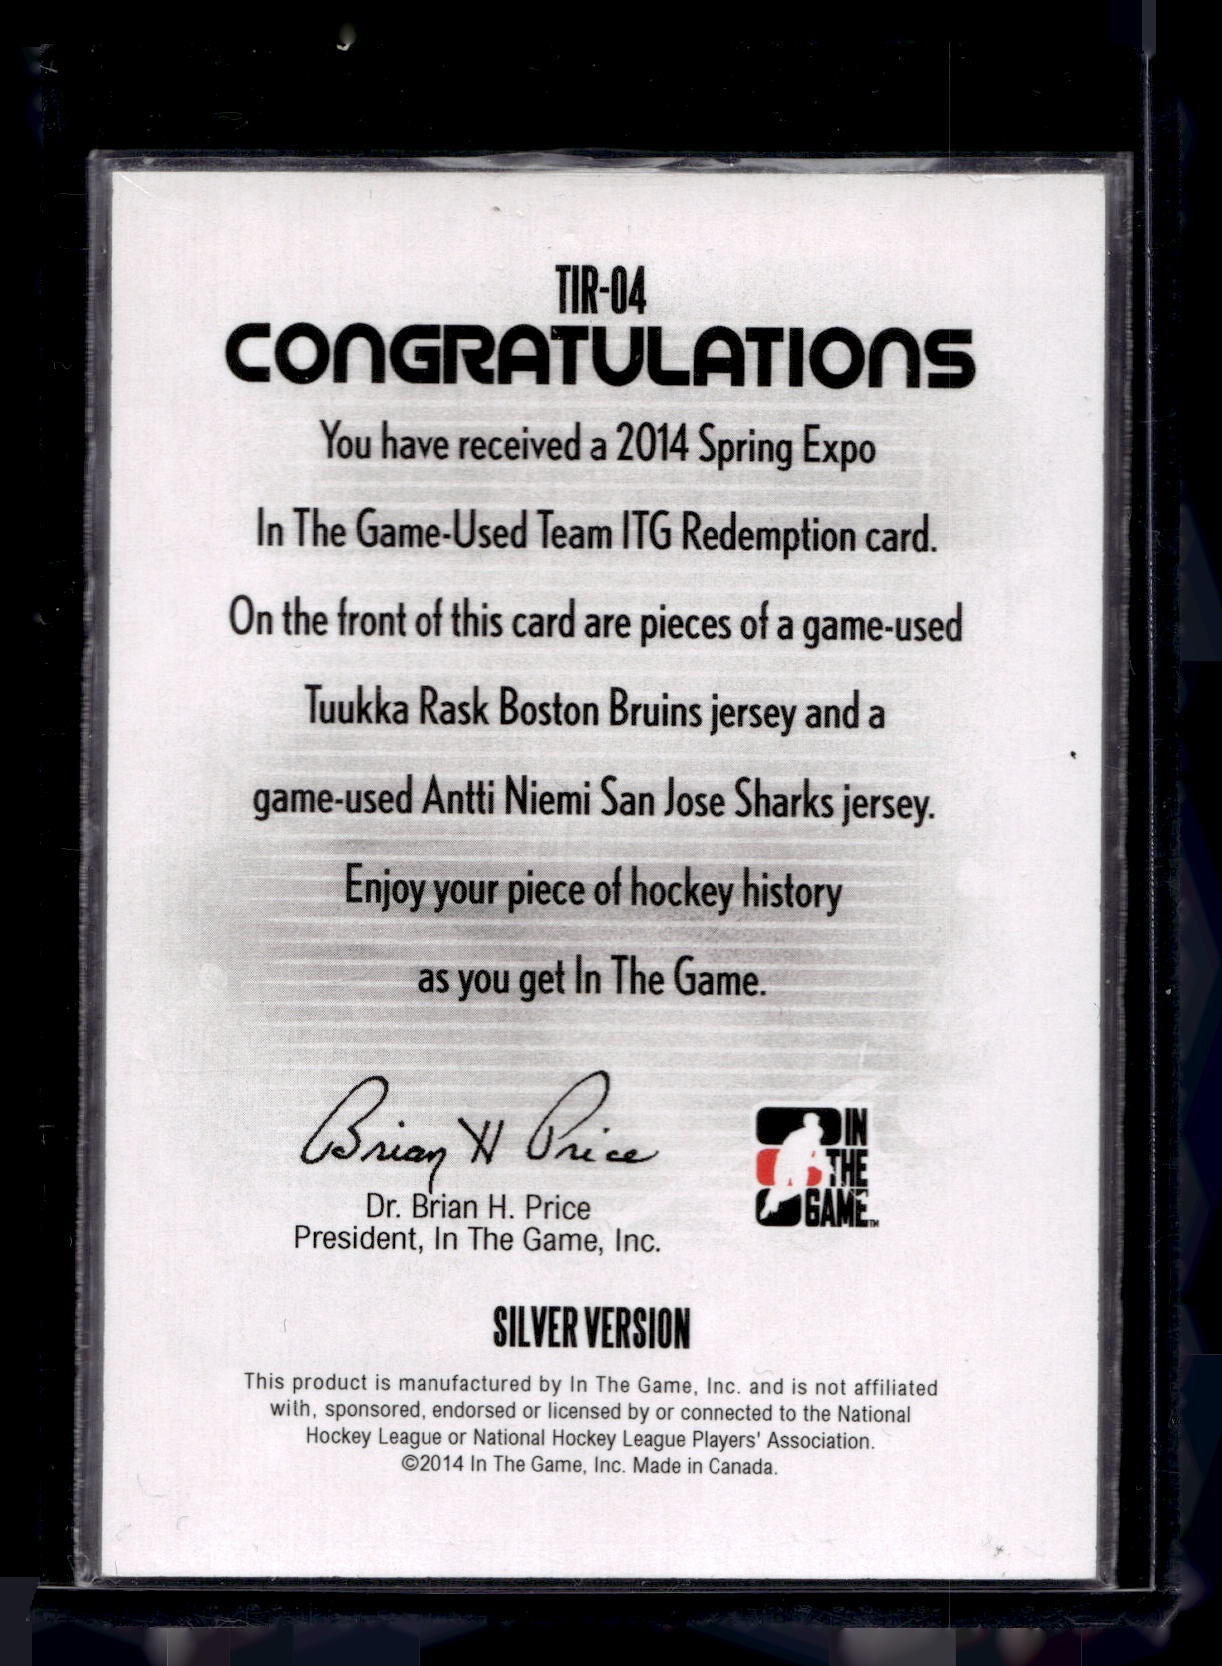 TIR-04
CONGRATULATIONS
You have received a 2014 Spring Expo
In The Game-Used Team ITG Redemption card.
On the front of this card are pieces of a game-used
Tuukka Rask Boston Bruins jersey and a
game-used Antti Niemi San Jose Sharks jersey.
Enjoy your piece of hockey history
as you get In The Game.
Brian H Price
Dr. Brian H. Price
President, In The Game, Inc.
IN
THE
GAME™
SILVER VERSION
This product is manufactured by In The Game, Inc. and is not affiliated
with, sponsored, endorsed or licensed by or connected to the National
Hockey League or National Hockey League Players' Association.
©2014 In The Game, Inc. Made in Canada.